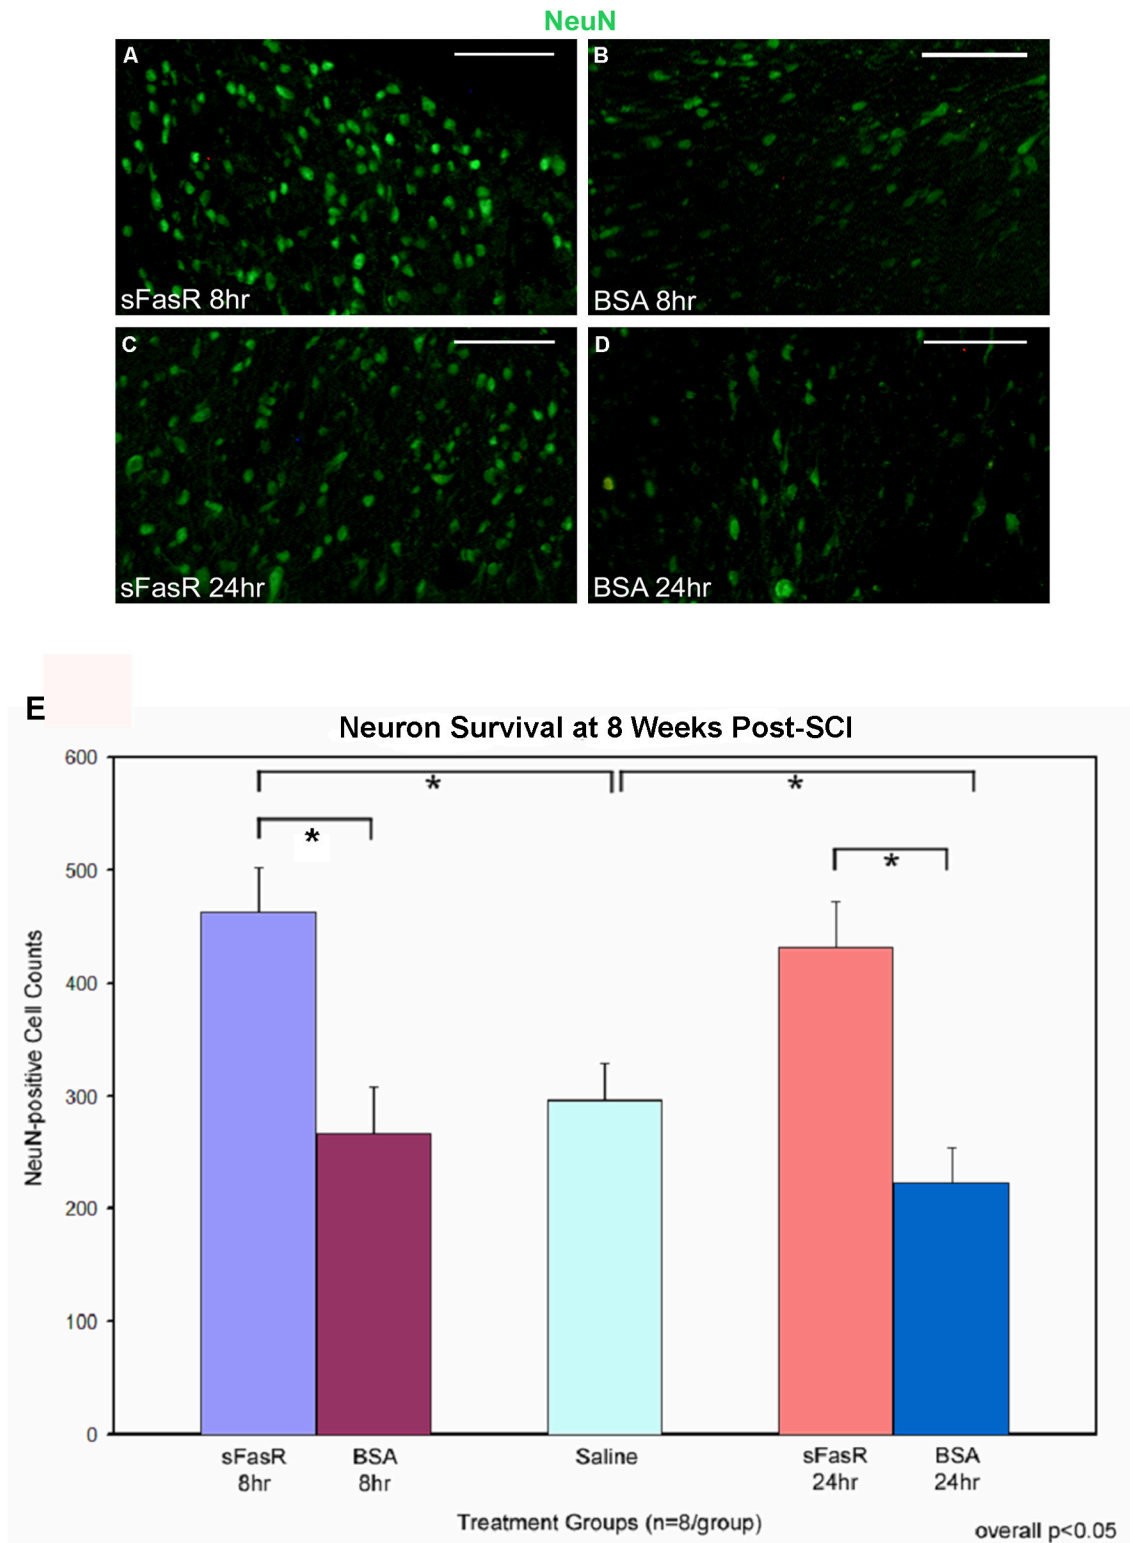 NeuN
A
B
sFasR 8hr
BSA 8hr
C
D
sFasR 24hr
BSA 24hr
E
Neuron Survival at 8 Weeks Post-SCI
600
*
*
*
*
500
400
300
200
100
0
NeuN-positive Cell Counts
sFasR
8hr
BSA
8hr
Saline
sFasR
24hr
BSA
24hr
Treatment Groups (n=8/group)
overall p<0.05